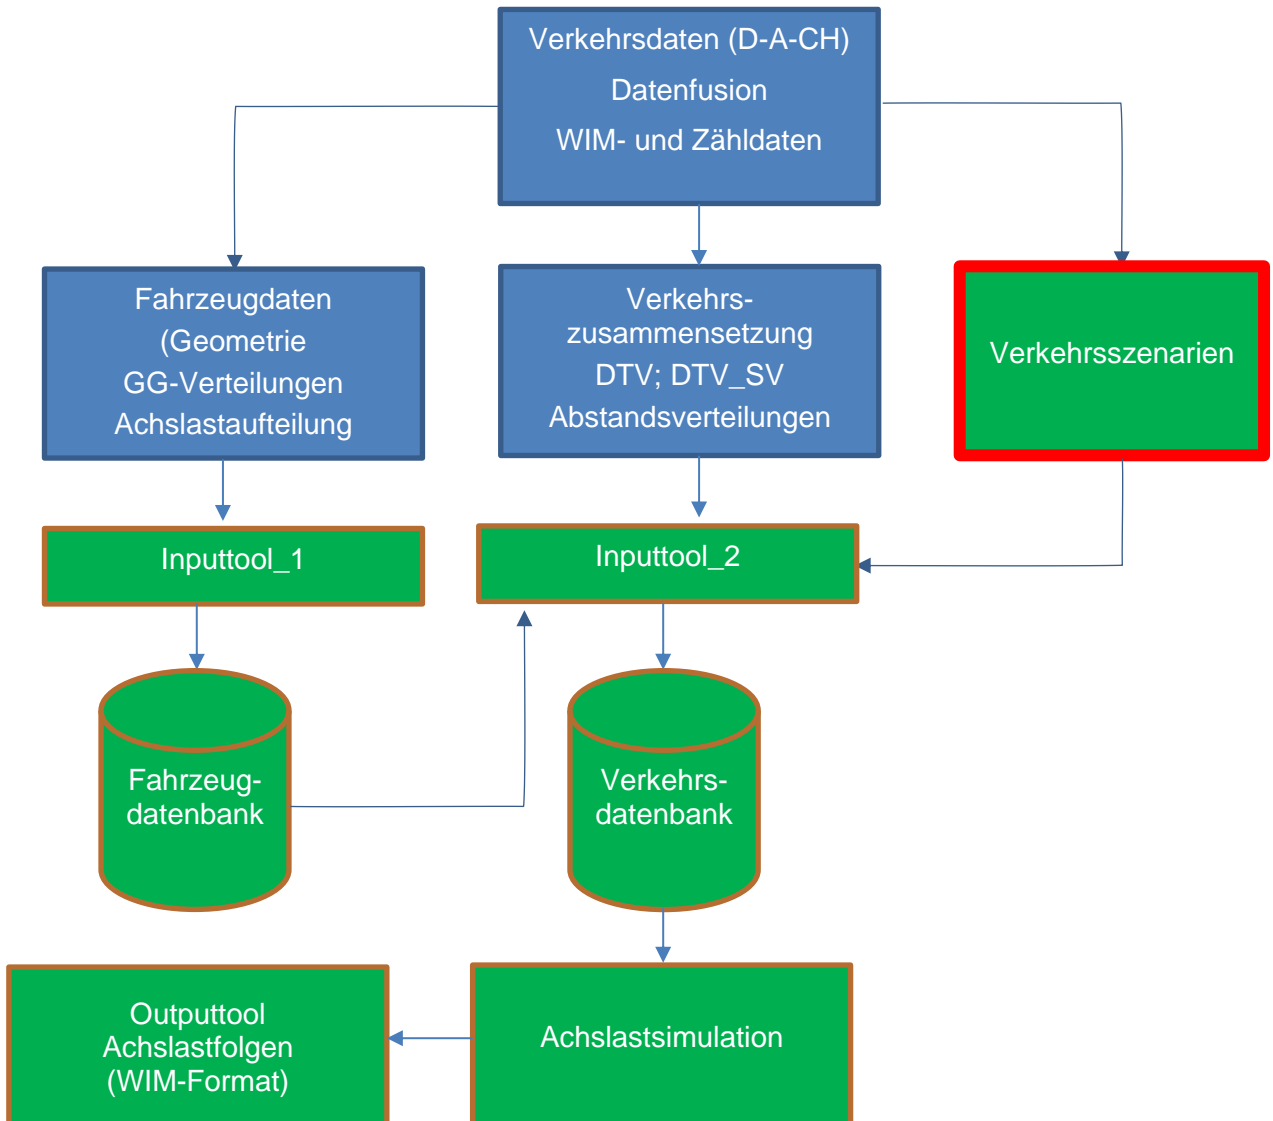 Verkehrsdaten (D-A-CH)
Datenfusion
WIM- und Zähldaten
Fahrzeugdaten
(Geometrie
GG-Verteilungen
Achslastaufteilung
Verkehrs-
zusammensetzung
DTV; DTV_SV
Abstandsverteilungen
Verkehrsszenarien
Inputtool_1
Inputtool_2
Fahrzeug-
datenbank
Verkehrs-
datenbank
Outputtool
Achslastfolgen
(WIM-Format)
Achslastsimulation